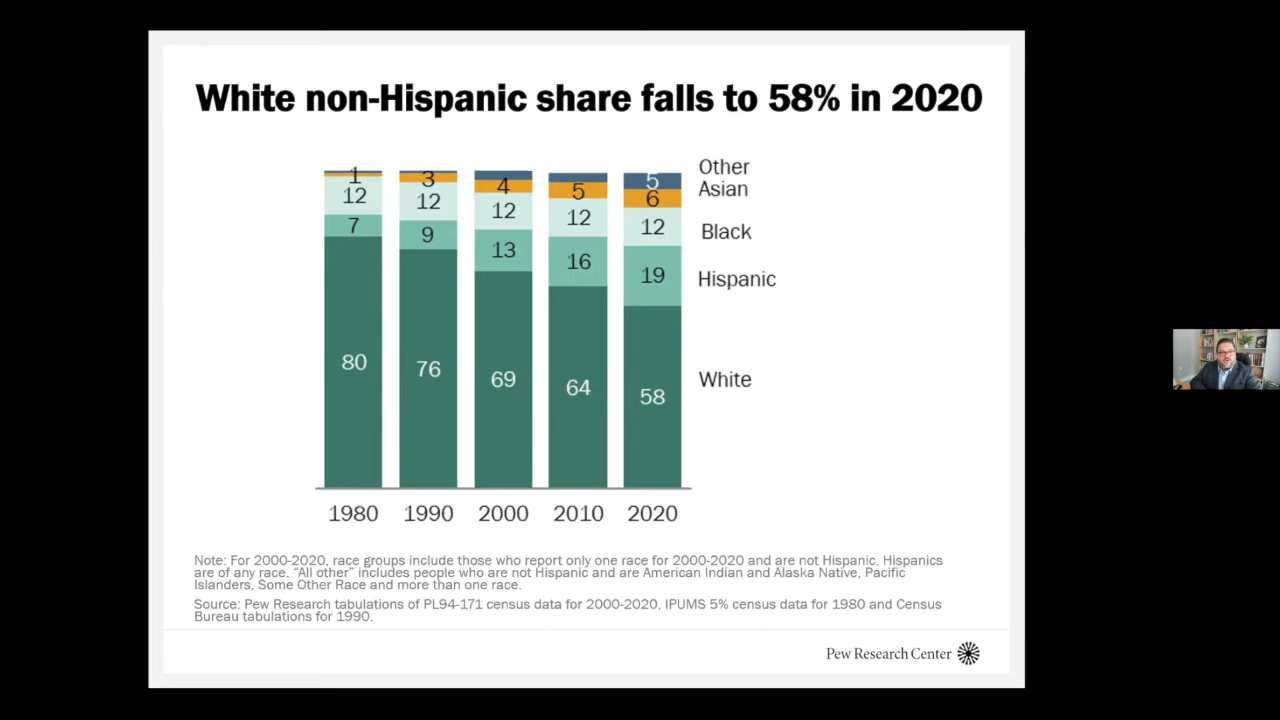 White non-Hispanic share falls to 58% in 2020
1 3 4 5 5 Other
6 Asian
12 12 12 12 12 Black
7 9 13 16 19 Hispanic
80 76 69 64 58 White
1980 1990 2000 2010 2020
Note: For 2000-2020, race groups include those who report only one race for 2000-2020 and are not Hispanic. Hispanics
are of any race. “All other” includes people who are not Hispanic and are American Indian and Alaska Native, Pacific
Islanders, Some Other Race and more than one race.
Source: Pew Research tabulations of PL94-171 census data for 2000-2020, IPUMS 5% census data for 1980 and Census
Bureau tabulations for 1990.
Pew Research Center